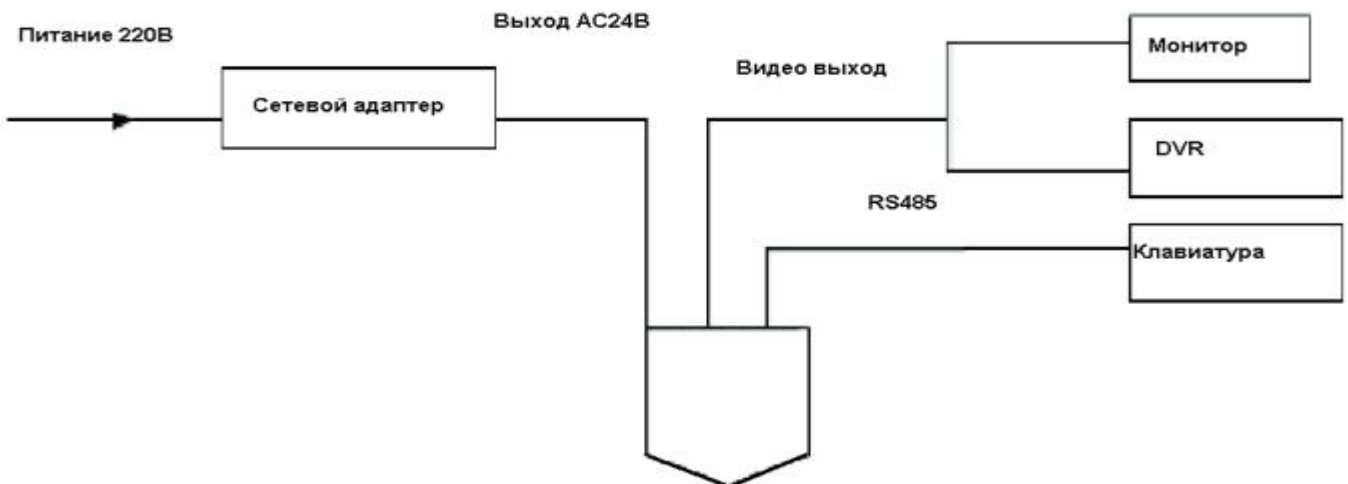 Питание 220В
Выход AC24В
Сетевой адаптер
Видео выход
Монитор
DVR
RS485
Клавиатура